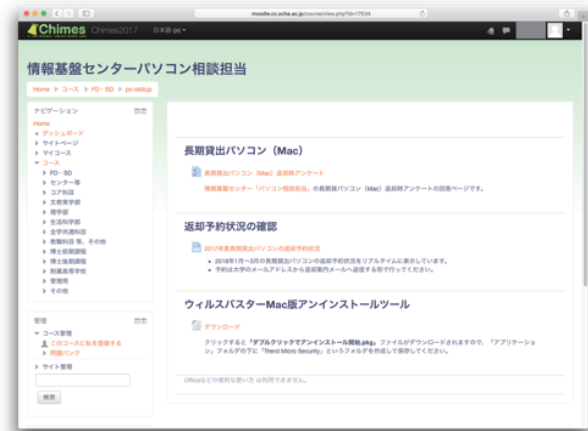 moodle.cc.ocha.ac.jp/course/view.php?id=17534
Chimes Chimes2017 日本語 (ja)
情報基盤センターパソコン相談担当
Home コース FD・SD pc-skillup
ナビゲーション
Home
ダッシュボード
サイトページ
マイコース
コース
FD・SD
センター等
コア科目
文教育学部
理学部
生活科学部
全学共通科目
教職科目 等、その他
博士前期課程
博士後期課程
附属高等学校
管理用
その他
管理
コース管理
このコースに私を登録する
問題バンク
サイト管理
検索
長期貸出パソコン（Mac）
長期貸出パソコン（Mac）返却時アンケート
情報基盤センター「パソコン相談担当」の長期貸パソコン（Mac）返却時アンケートの回答ページです。
返却予約状況の確認
2017年度長期貸出パソコンの返却予約状況
2018年1月〜3月の長期貸出パソコンの返却予約状況をリアルタイムに表示しています。
予約は大学のメールアドレスから返却案内メールへ返信する形で行ってください。
ウィルスバスターMac版アンインストールツール
ダウンロード
クリックすると「ダブルクリックでアンインストール開始.pkg」ファイルがダウンロードされますので、「アプリケーショ
ン」フォルダの下に「Trend Micro Security」というフォルダを作成して保存してください。
Officeなどの便利な使い方 は利用できません。